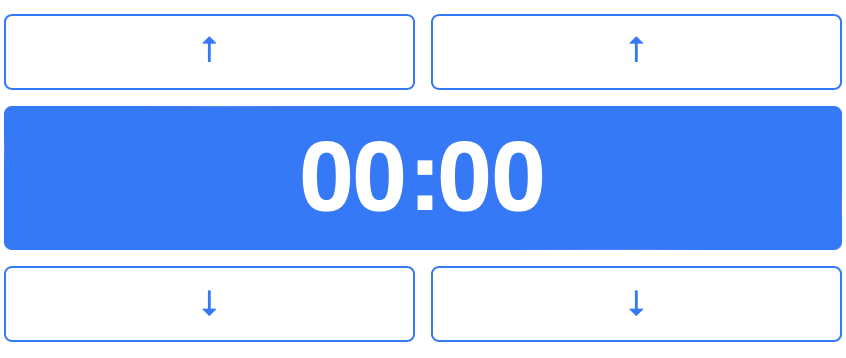 ↑ ↑
00:00
↓ ↓